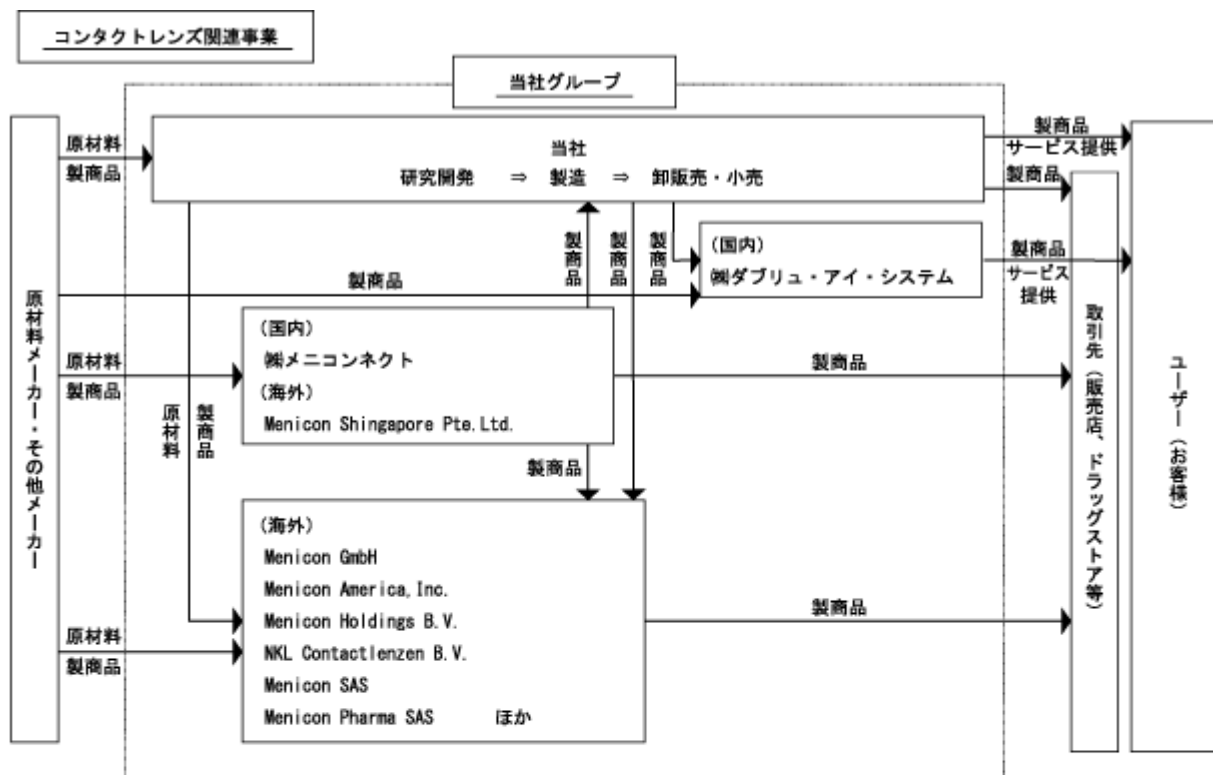 コンタクトレンズ関連事業
当社グループ
原材料
製商品
当社
研究開発 ⇒ 製造 ⇒ 卸販売・小売
製商品
サービス提供
製商品
製商品
製商品
製商品
(国内)
㈱ダブリュ・アイ・システム
製商品
サービス
提供
製商品
原材料メーカー・その他メーカー
原材料
製商品
(国内)
㈱メニコンネクト
(海外)
Menicon Shingapore Pte.Ltd.
製商品
取引先(販売店、ドラッグストア等)
ユーザー(お客様)
原材料
製商品
製商品
(海外)
Menicon GmbH
Menicon America,Inc.
Menicon Holdings B.V.
NKL Contactlenzen B.V.
Menicon SAS
Menicon Pharma SAS ほか
製商品
原材料
製商品